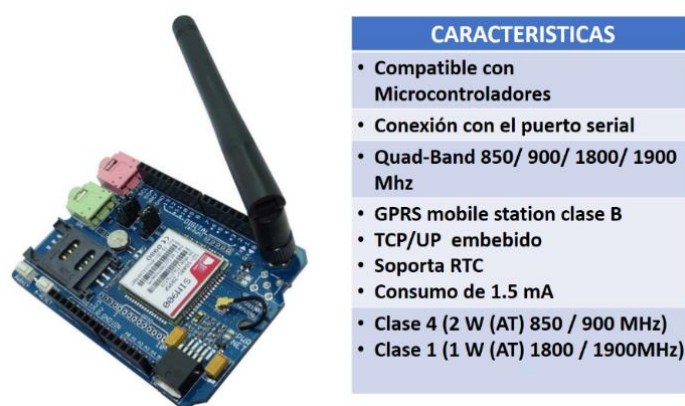 CARACTERISTICAS
• Compatible con
Microcontroladores
• Conexión con el puerto serial
• Quad-Band 850/ 900/ 1800/ 1900
Mhz
• GPRS mobile station clase B
• TCP/UP embebido
• Soporta RTC
• Consumo de 1.5 mA
• Clase 4 (2 W (AT) 850 / 900 MHz)
• Clase 1 (1 W (AT) 1800 / 1900MHz)
SIM900